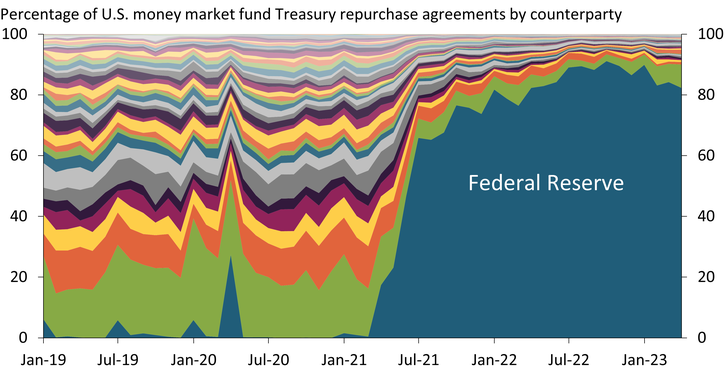 Percentage of U.S. money market fund Treasury repurchase agreements by counterparty
100 100
80 80
60 60
Federal Reserve
40 40
20 20
0 0
Jan-19 Jul-19 Jan-20 Jul-20 Jan-21 Jul-21 Jan-22 Jul-22 Jan-23